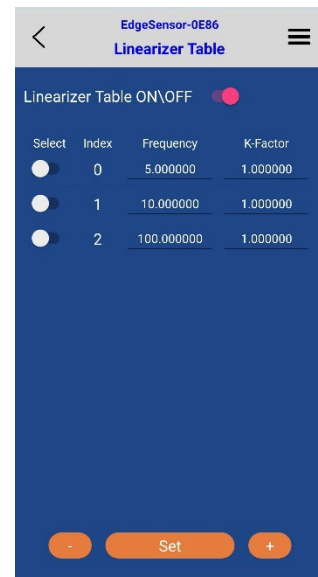 EdgeSensor-0E86
Linearizer Table
Linearizer Table ON\OFF
Select Index Frequency K-Factor
0 5.000000 1.000000
1 10.000000 1.000000
2 100.000000 1.000000
- Set +